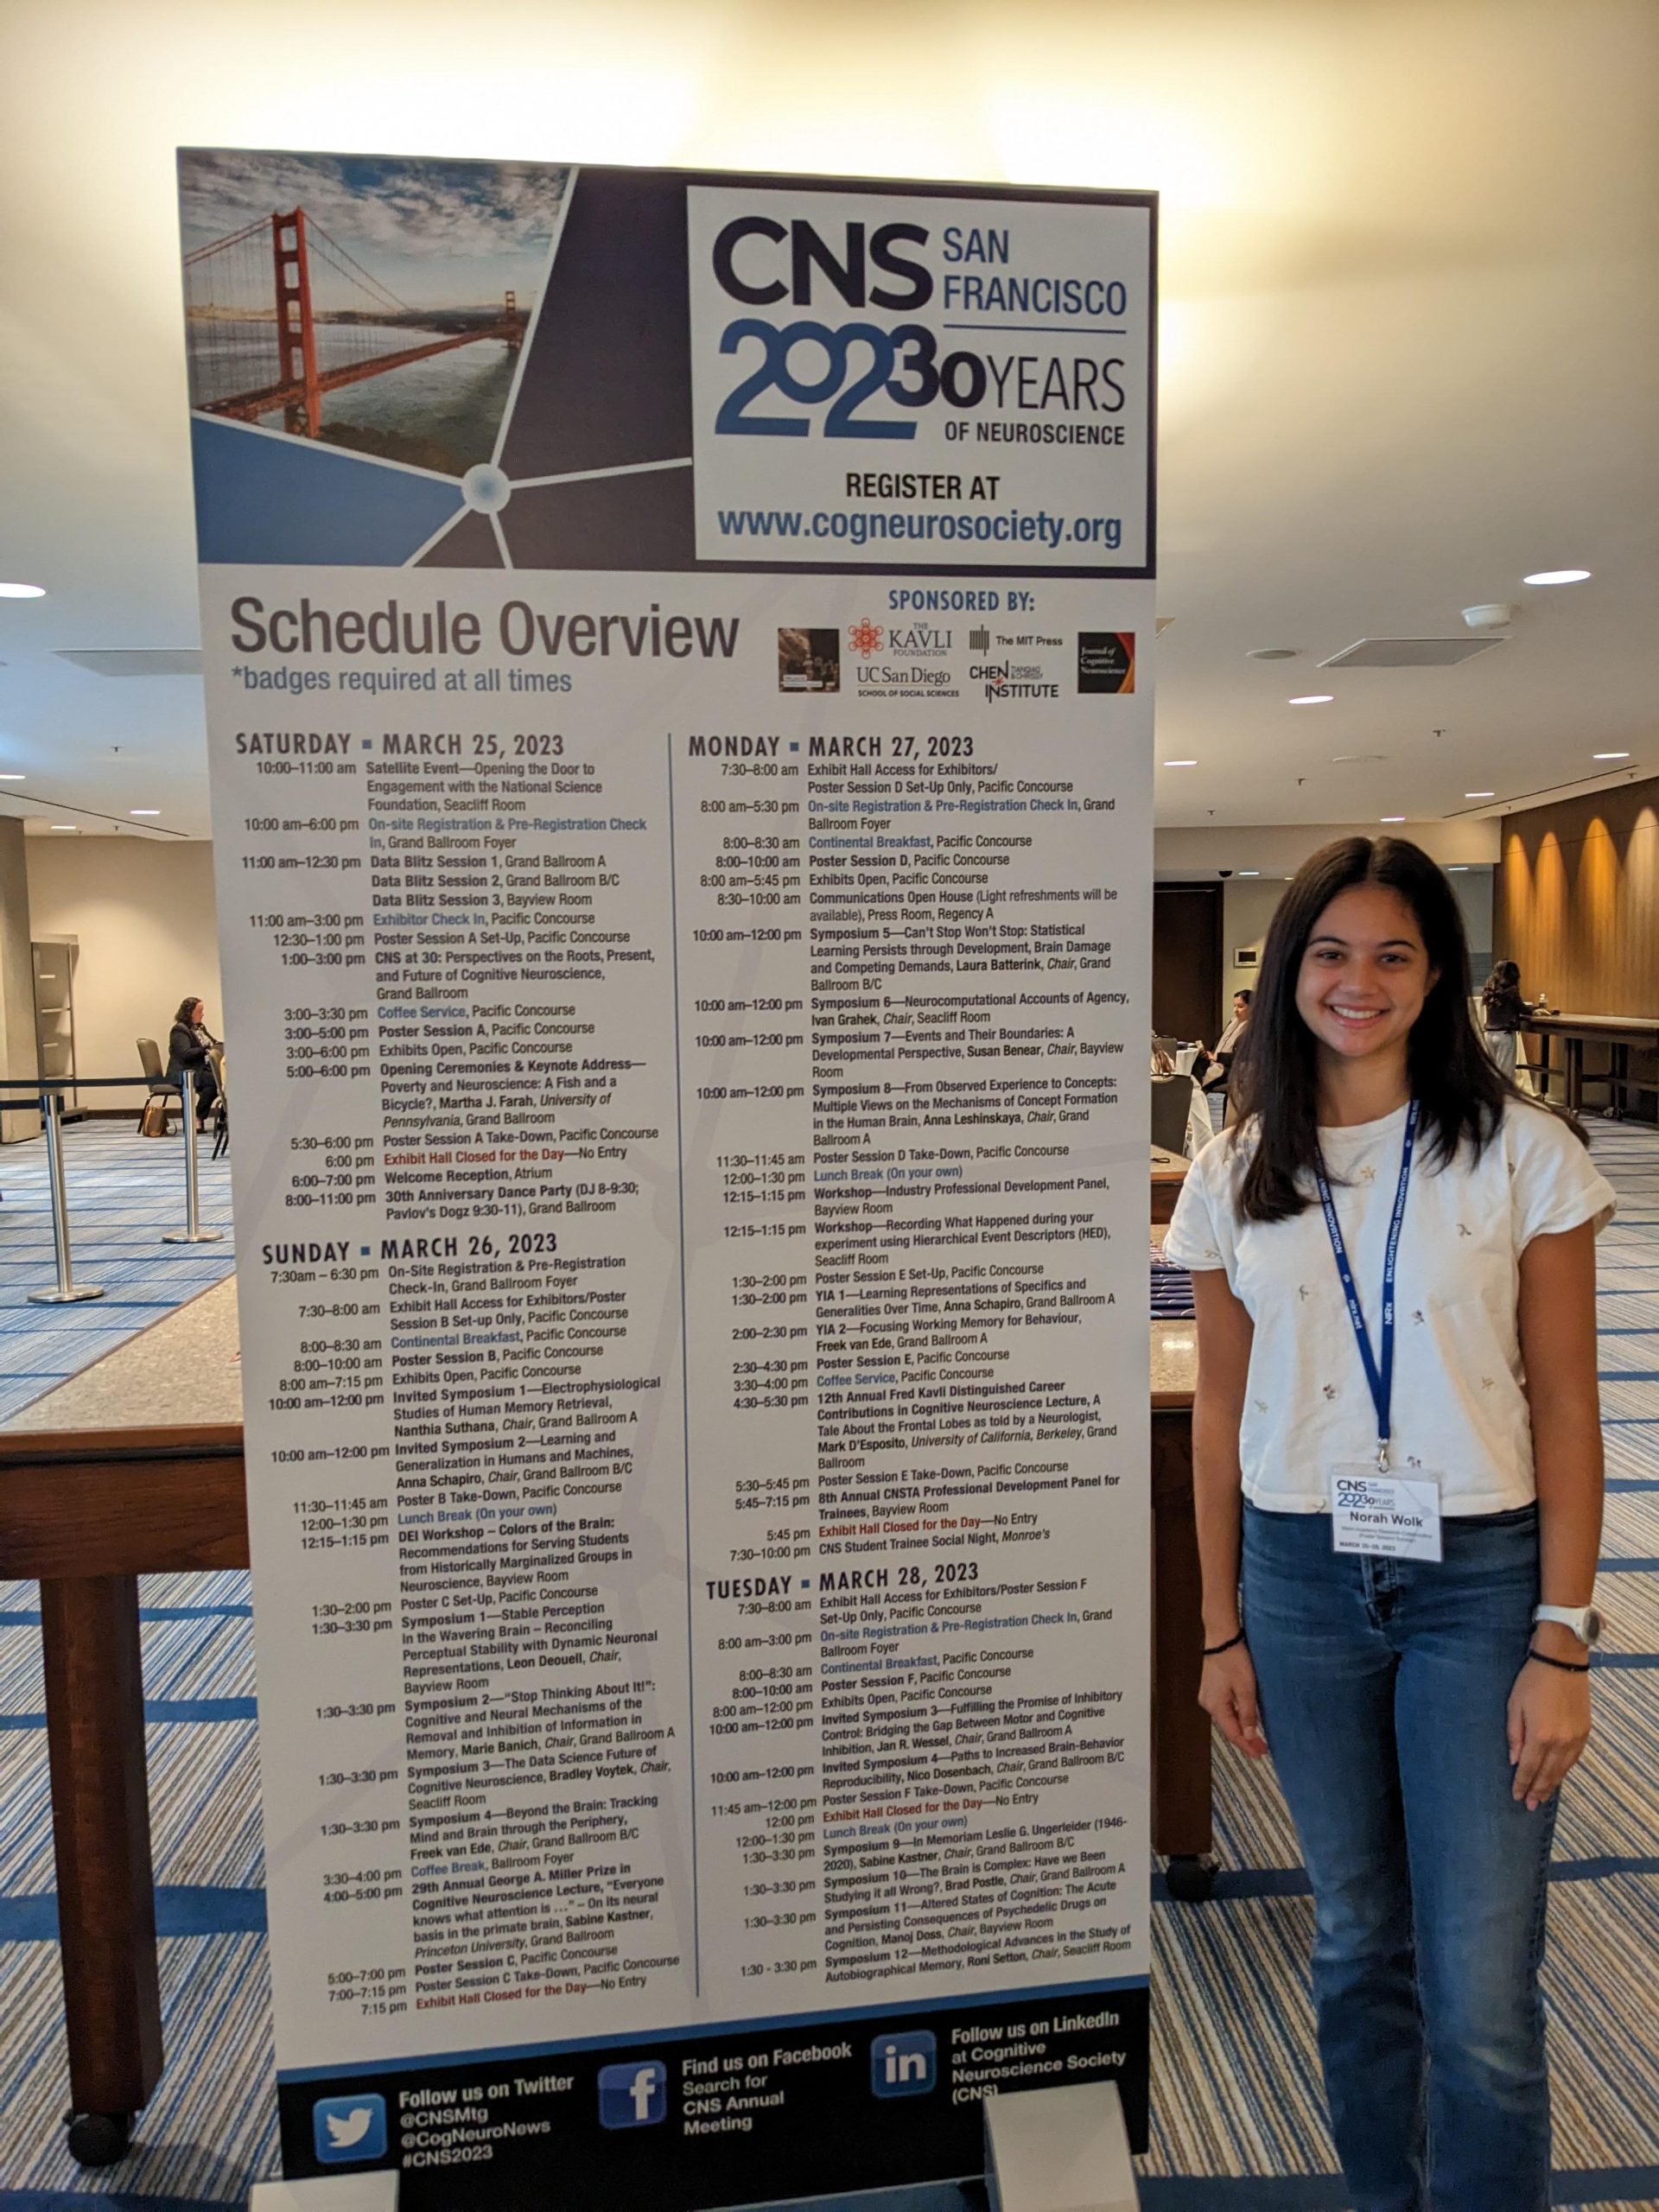 CNS SAN
FRANCISCO
20230YEARS
OF NEUROSCIENCE
REGISTER AT
www.cogneurosociety.org
Schedule Overview
*badges required at all times
SPONSORED BY:
THE
KAVLI
FOUNDATION
The MIT Press
UC San Diego
SCHOOL OF SOCIAL SCIENCES
CHEN
INSTITUTE
Journal of
Cognitive
Neuroscience
SATURDAY ▪ MARCH 25, 2023
10:00–11:00 am Satellite Event—Opening the Door to
Engagement with the National Science
Foundation, Seacliff Room
10:00 am–6:00 pm On-site Registration & Pre-Registration Check
In, Grand Ballroom Foyer
11:00 am–12:30 pm Data Blitz Session 1, Grand Ballroom A
Data Blitz Session 2, Grand Ballroom B/C
Data Blitz Session 3, Bayview Room
11:00 am–3:00 pm Exhibitor Check In, Pacific Concourse
12:30–1:00 pm Poster Session A Set-Up, Pacific Concourse
1:00–3:00 pm CNS at 30: Perspectives on the Roots, Present,
and Future of Cognitive Neuroscience,
Grand Ballroom
3:00–3:30 pm Coffee Service, Pacific Concourse
3:00–5:00 pm Poster Session A, Pacific Concourse
3:00–6:00 pm Exhibits Open, Pacific Concourse
5:00–6:00 pm Opening Ceremonies & Keynote Address—
Poverty and Neuroscience: A Fish and a
Bicycle?, Martha J. Farah, University of
Pennsylvania, Grand Ballroom
5:30–6:00 pm Poster Session A Take-Down, Pacific Concourse
6:00 pm Exhibit Hall Closed for the Day—No Entry
6:00–7:00 pm Welcome Reception, Atrium
8:00–11:00 pm 30th Anniversary Dance Party (DJ 8-9:30;
Pavlov's Dogz 9:30-11), Grand Ballroom
SUNDAY ▪ MARCH 26, 2023
7:30am – 6:30 pm On-Site Registration & Pre-Registration
Check-In, Grand Ballroom Foyer
7:30–8:00 am Exhibit Hall Access for Exhibitors/Poster
Session B Set-up Only, Pacific Concourse
8:00–8:30 am Continental Breakfast, Pacific Concourse
8:00–10:00 am Poster Session B, Pacific Concourse
8:00 am–7:15 pm Exhibits Open, Pacific Concourse
10:00 am–12:00 pm Invited Symposium 1—Electrophysiological
Studies of Human Memory Retrieval,
Nanthia Suthana, Chair, Grand Ballroom A
10:00 am–12:00 pm Invited Symposium 2—Learning and
Generalization in Humans and Machines,
Anna Schapiro, Chair, Grand Ballroom B/C
11:30–11:45 am Poster B Take-Down, Pacific Concourse
12:00–1:30 pm Lunch Break (On your own)
12:15–1:15 pm DEI Workshop – Colors of the Brain:
Recommendations for Serving Students
from Historically Marginalized Groups in
Neuroscience, Bayview Room
1:30–2:00 pm Poster C Set-Up, Pacific Concourse
1:30–3:30 pm Symposium 1—Stable Perception
in the Wavering Brain – Reconciling
Perceptual Stability with Dynamic Neuronal
Representations, Leon Deouell, Chair,
Bayview Room
1:30–3:30 pm Symposium 2—"Stop Thinking About It!":
Cognitive and Neural Mechanisms of the
Removal and Inhibition of Information in
Memory, Marie Banich, Chair, Grand Ballroom A
1:30–3:30 pm Symposium 3—The Data Science Future of
Cognitive Neuroscience, Bradley Voytek, Chair,
Seacliff Room
1:30–3:30 pm Symposium 4—Beyond the Brain: Tracking
Mind and Brain through the Periphery,
Freek van Ede, Chair, Grand Ballroom B/C
3:30–4:00 pm Coffee Break, Ballroom Foyer
4:00–5:00 pm 29th Annual George A. Miller Prize in
Cognitive Neuroscience Lecture, "Everyone
knows what attention is ..." – On its neural
basis in the primate brain, Sabine Kastner,
Princeton University, Grand Ballroom
5:00–7:00 pm Poster Session C, Pacific Concourse
7:00–7:15 pm Poster Session C Take-Down, Pacific Concourse
7:15 pm Exhibit Hall Closed for the Day—No Entry
MONDAY ▪ MARCH 27, 2023
7:30–8:00 am Exhibit Hall Access for Exhibitors/
Poster Session D Set-Up Only, Pacific Concourse
8:00 am–5:30 pm On-site Registration & Pre-Registration Check In, Grand
Ballroom Foyer
8:00–8:30 am Continental Breakfast, Pacific Concourse
8:00–10:00 am Poster Session D, Pacific Concourse
8:00 am–5:45 pm Exhibits Open, Pacific Concourse
8:30–10:00 am Communications Open House (Light refreshments will be
available), Press Room, Regency A
10:00 am–12:00 pm Symposium 5—Can't Stop Won't Stop: Statistical
Learning Persists through Development, Brain Damage
and Competing Demands, Laura Batterink, Chair, Grand
Ballroom B/C
10:00 am–12:00 pm Symposium 6—Neurocomputational Accounts of Agency,
Ivan Grahek, Chair, Seacliff Room
10:00 am–12:00 pm Symposium 7—Events and Their Boundaries: A
Developmental Perspective, Susan Benear, Chair, Bayview
Room
10:00 am–12:00 pm Symposium 8—From Observed Experience to Concepts:
Multiple Views on the Mechanisms of Concept Formation
in the Human Brain, Anna Leshinskaya, Chair, Grand
Ballroom A
11:30–11:45 am Poster Session D Take-Down, Pacific Concourse
12:00–1:30 pm Lunch Break (On your own)
12:15–1:15 pm Workshop—Industry Professional Development Panel,
Bayview Room
12:15–1:15 pm Workshop—Recording What Happened during your
experiment using Hierarchical Event Descriptors (HED),
Seacliff Room
1:30–2:00 pm Poster Session E Set-Up, Pacific Concourse
1:30–2:00 pm YIA 1—Learning Representations of Specifics and
Generalities Over Time, Anna Schapiro, Grand Ballroom A
2:00–2:30 pm YIA 2—Focusing Working Memory for Behaviour,
Freek van Ede, Grand Ballroom A
2:30–4:30 pm Poster Session E, Pacific Concourse
3:30–4:00 pm Coffee Service, Pacific Concourse
4:30–5:30 pm 12th Annual Fred Kavli Distinguished Career
Contributions in Cognitive Neuroscience Lecture, A
Tale About the Frontal Lobes as told by a Neurologist,
Mark D'Esposito, University of California, Berkeley, Grand
Ballroom
5:30–5:45 pm Poster Session E Take-Down, Pacific Concourse
5:45–7:15 pm 8th Annual CNSTA Professional Development Panel for
Trainees, Bayview Room
5:45 pm Exhibit Hall Closed for the Day—No Entry
7:30–10:00 pm CNS Student Trainee Social Night, Monroe's
TUESDAY ▪ MARCH 28, 2023
7:30–8:00 am Exhibit Hall Access for Exhibitors/Poster Session F
Set-Up Only, Pacific Concourse
8:00 am–3:00 pm On-site Registration & Pre-Registration Check In, Grand
Ballroom Foyer
8:00–8:30 am Continental Breakfast, Pacific Concourse
8:00–10:00 am Poster Session F, Pacific Concourse
8:00 am–12:00 pm Exhibits Open, Pacific Concourse
10:00 am–12:00 pm Invited Symposium 3—Fulfilling the Promise of Inhibitory
Control: Bridging the Gap Between Motor and Cognitive
Inhibition, Jan R. Wessel, Chair, Grand Ballroom A
10:00 am–12:00 pm Invited Symposium 4—Paths to Increased Brain-Behavior
Reproducibility, Nico Dosenbach, Chair, Grand Ballroom B/C
11:45 am–12:00 pm Poster Session F Take-Down, Pacific Concourse
12:00 pm Exhibit Hall Closed for the Day—No Entry
12:00–1:30 pm Lunch Break (On your own)
1:30–3:30 pm Symposium 9—In Memoriam Leslie G. Ungerleider (1946-
2020), Sabine Kastner, Chair, Grand Ballroom B/C
1:30–3:30 pm Symposium 10—The Brain is Complex: Have we Been
Studying it all Wrong?, Brad Postle, Chair, Grand Ballroom A
1:30–3:30 pm Symposium 11—Altered States of Cognition: The Acute
and Persisting Consequences of Psychedelic Drugs on
Cognition, Manoj Doss, Chair, Bayview Room
1:30 - 3:30 pm Symposium 12—Methodological Advances in the Study of
Autobiographical Memory, Roni Setton, Chair, Seacliff Room
Follow us on Twitter
@CNSMtg
@CogNeuroNews
#CNS2023
f
Find us on Facebook
Search for
CNS Annual
Meeting
in
Follow us on LinkedIn
at Cognitive
Neuroscience Society
(CNS)
NIRx ENLIGHTENING INNOVATION
nirx.net
CNS
20230YEARS
Norah Wolk
MARCH 25-28, 2023